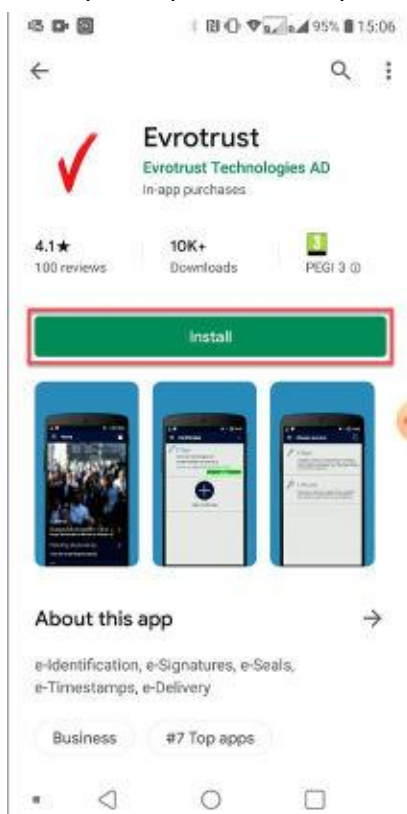 95% 15:06
Evrotrust
Evrotrust Technologies AD
In-app purchases
4.1★
100 reviews
10K+
Downloads
3
PEGI 3
Install
About this app
e-Identification, e-Signatures, e-Seals,
e-Timestamps, e-Delivery
Business
#7 Top apps